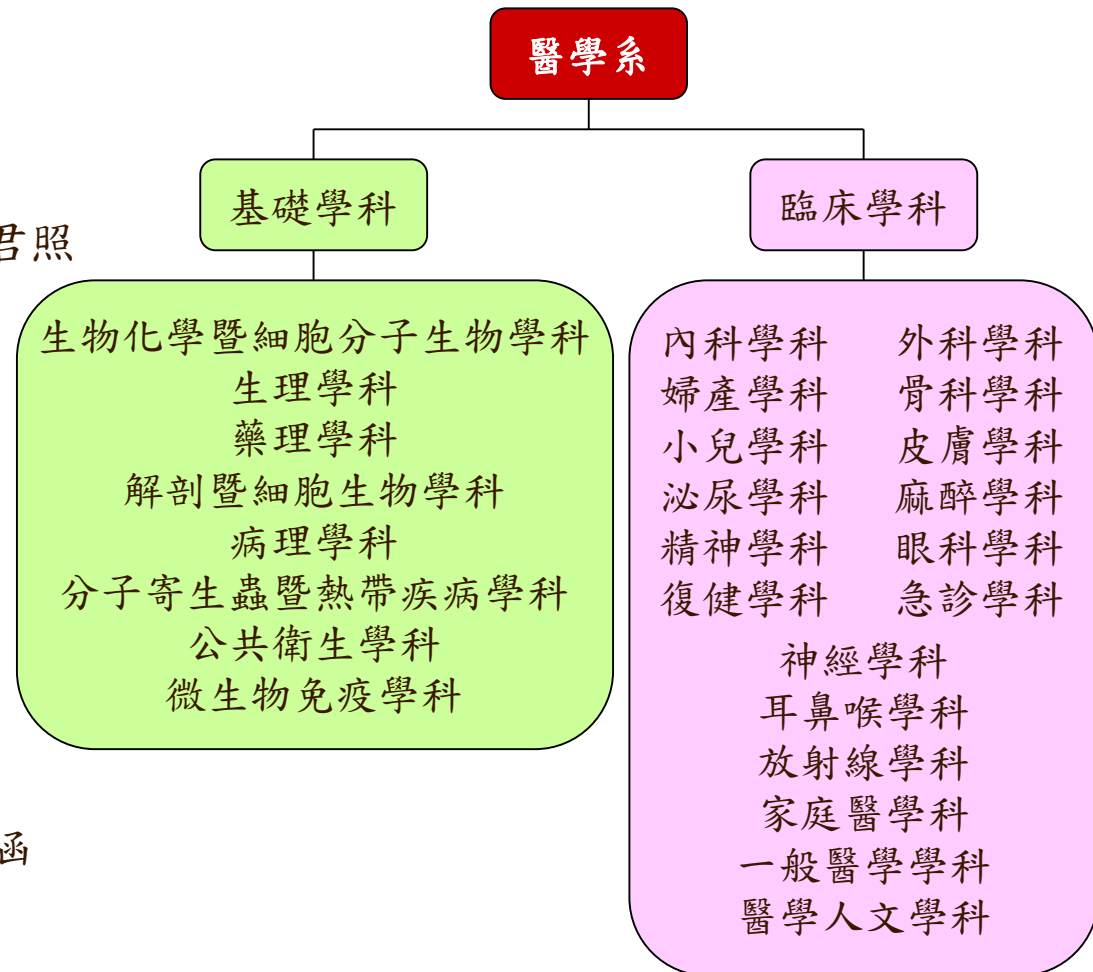 醫學系
基礎學科
臨床學科
君照
生物化學暨細胞分子生物學科
生理學科
藥理學科
解剖暨細胞生物學科
病理學科
分子寄生蟲暨熱帶疾病學科
公共衛生學科
微生物免疫學科
內科學科 外科學科
婦產學科 骨科學科
小兒學科 皮膚學科
泌尿學科 麻醉學科
精神學科 眼科學科
復健學科 急診學科
神經學科
耳鼻喉學科
放射線學科
家庭醫學科
一般醫學學科
醫學人文學科
函